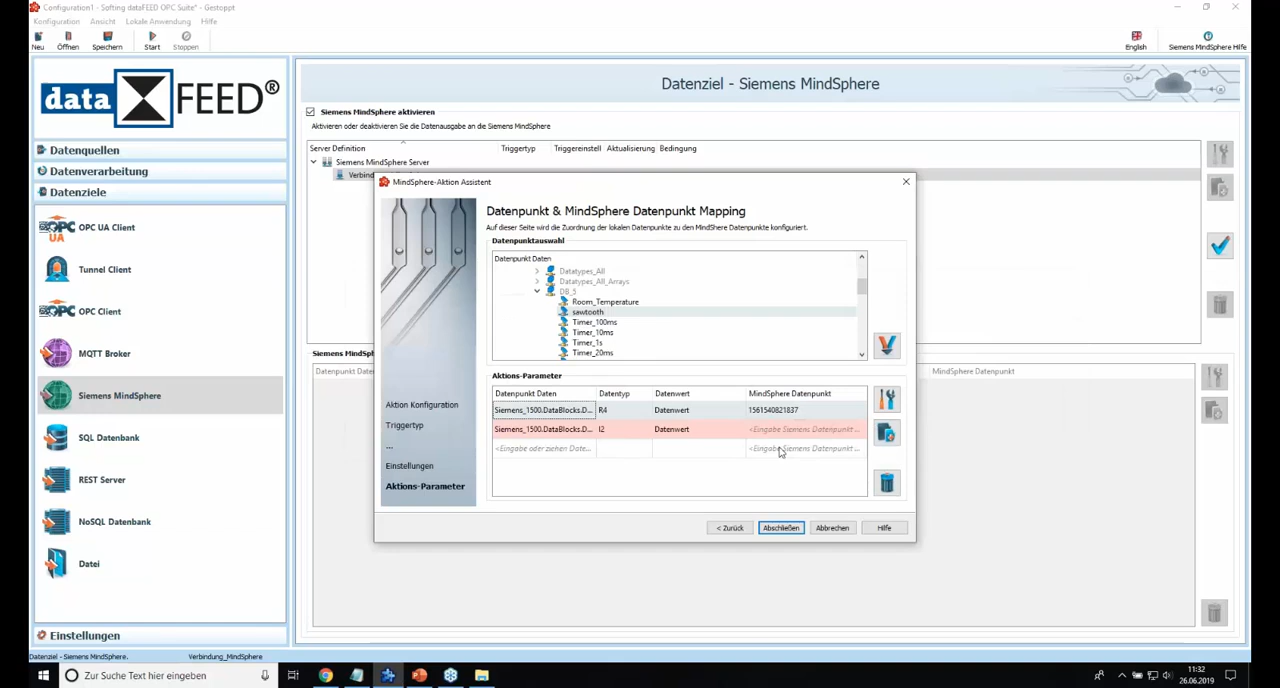 Configuration1 - Softing dataFEED OPC Suite* - Gestoppt
Konfiguration Ansicht Lokale Anwendung Hilfe
Neu Öffnen Speichern Start Stoppen English Siemens MindSphere Hilfe
data FEED®
Datenziel - Siemens MindSphere
Siemens MindSphere aktivieren
Aktivieren oder deaktivieren Sie die Datenausgabe an die Siemens MindSphere
Datenquellen
Datenverarbeitung
Datenziele
OPC UA Client
Tunnel Client
OPC Client
MQTT Broker
Siemens MindSphere
SQL Datenbank
REST Server
NoSQL Datenbank
Datei
Einstellungen
Server Definition Triggertyp Triggereinstell Aktualisierung Bedingung
Siemens MindSphere Server
Verbind
Siemens MindSph
Datenpunkt Daten MindSphere Datenpunkt
MindSphere-Aktion Assistent
Datenpunkt & MindSphere Datenpunkt Mapping
Auf dieser Seite wird die Zuordnung der lokalen Datenpunkte zu den MindShere Datenpunkte konfiguriert.
Aktion Konfiguration
Triggertyp
...
Einstellungen
Aktions-Parameter
Datenpunktauswahl
Datenpunkt Daten
Datatypes_All
Datatypes_All_Arrays
DB_5
Room_Temperature
sawtooth
Timer_100ms
Timer_10ms
Timer_1s
Timer_20ms
Aktions-Parameter
Datenpunkt Daten Datentyp Datenwert MindSphere Datenpunkt
Siemens_1500.DataBlocks.D... R4 Datenwert 1561540821837
Siemens_1500.DataBlocks.D... I2 Datenwert <Eingabe Siemens Datenpunkt ...
<Eingabe oder ziehen Date... <Eingabe Siemens Datenpunkt ...
< Zurück Abschließen Abbrechen Hilfe
Datenziel - Siemens MindSphere. Verbindung_MindSphere
Zur Suche Text hier eingeben
11:32
26.06.2019